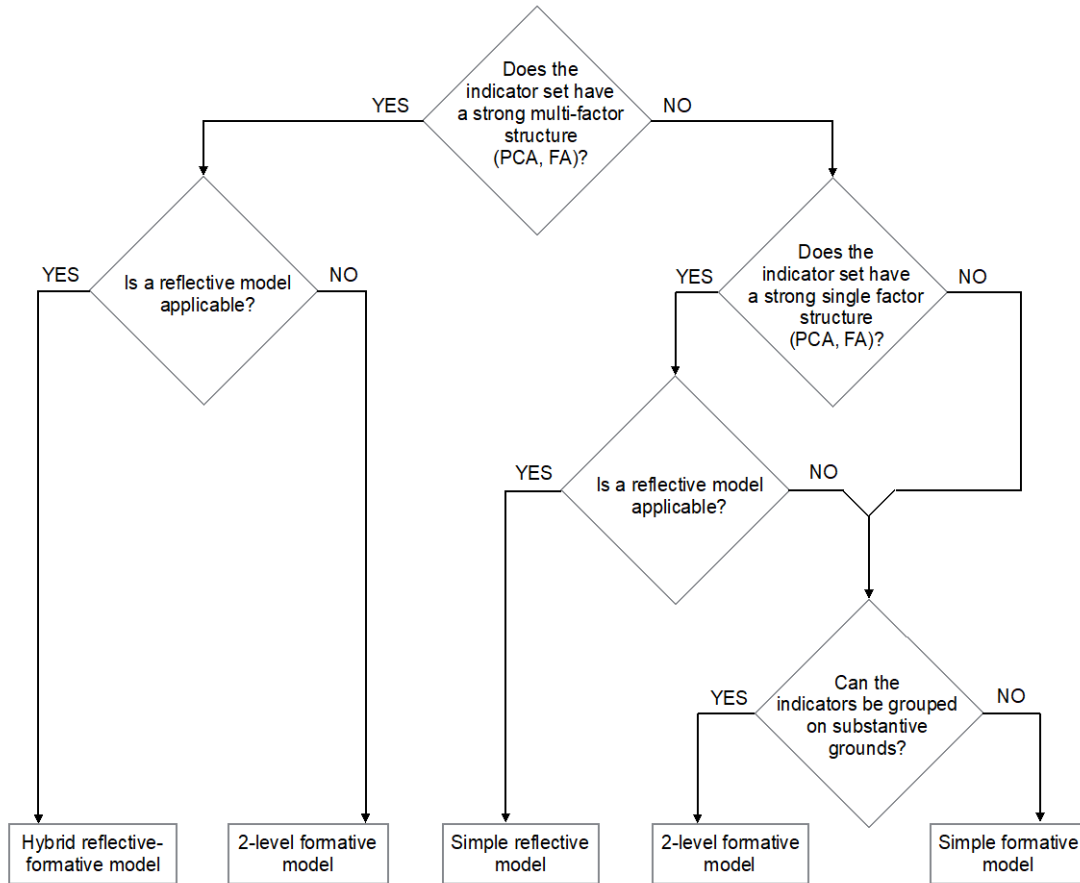 Does the
indicator set have
a strong multi-factor
structure
(PCA, FA)?
YES
NO
Is a reflective model
applicable?
YES
NO
Does the
indicator set have
a strong single factor
structure
(PCA, FA)?
YES
NO
Is a reflective model
applicable?
YES
NO
Can the
indicators be grouped
on substantive
grounds?
YES
NO
Hybrid reflective-
formative model
2-level formative
model
Simple reflective
model
2-level formative
model
Simple formative
model